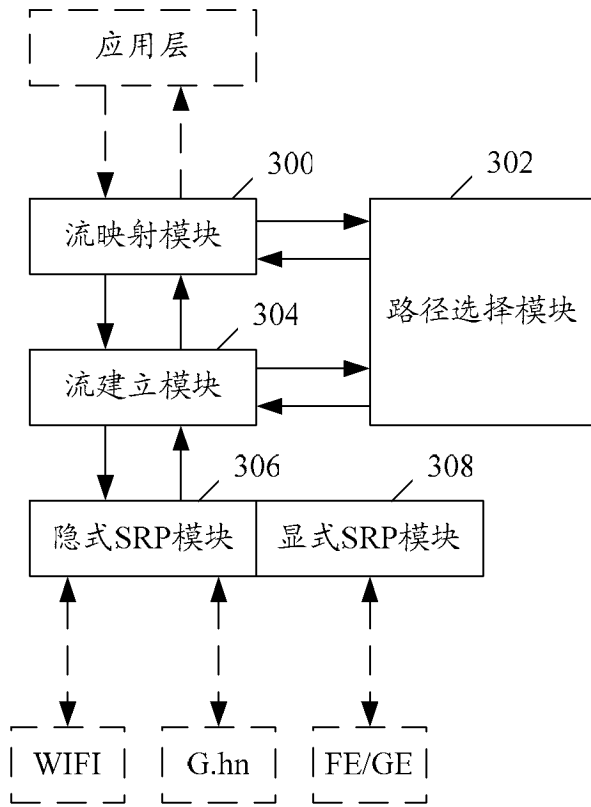 应用层
300
302
流映射模块
路径选择模块
304
流建立模块
306
308
隐式SRP模块
显式SRP模块
WIFI
G.hn
FE/GE